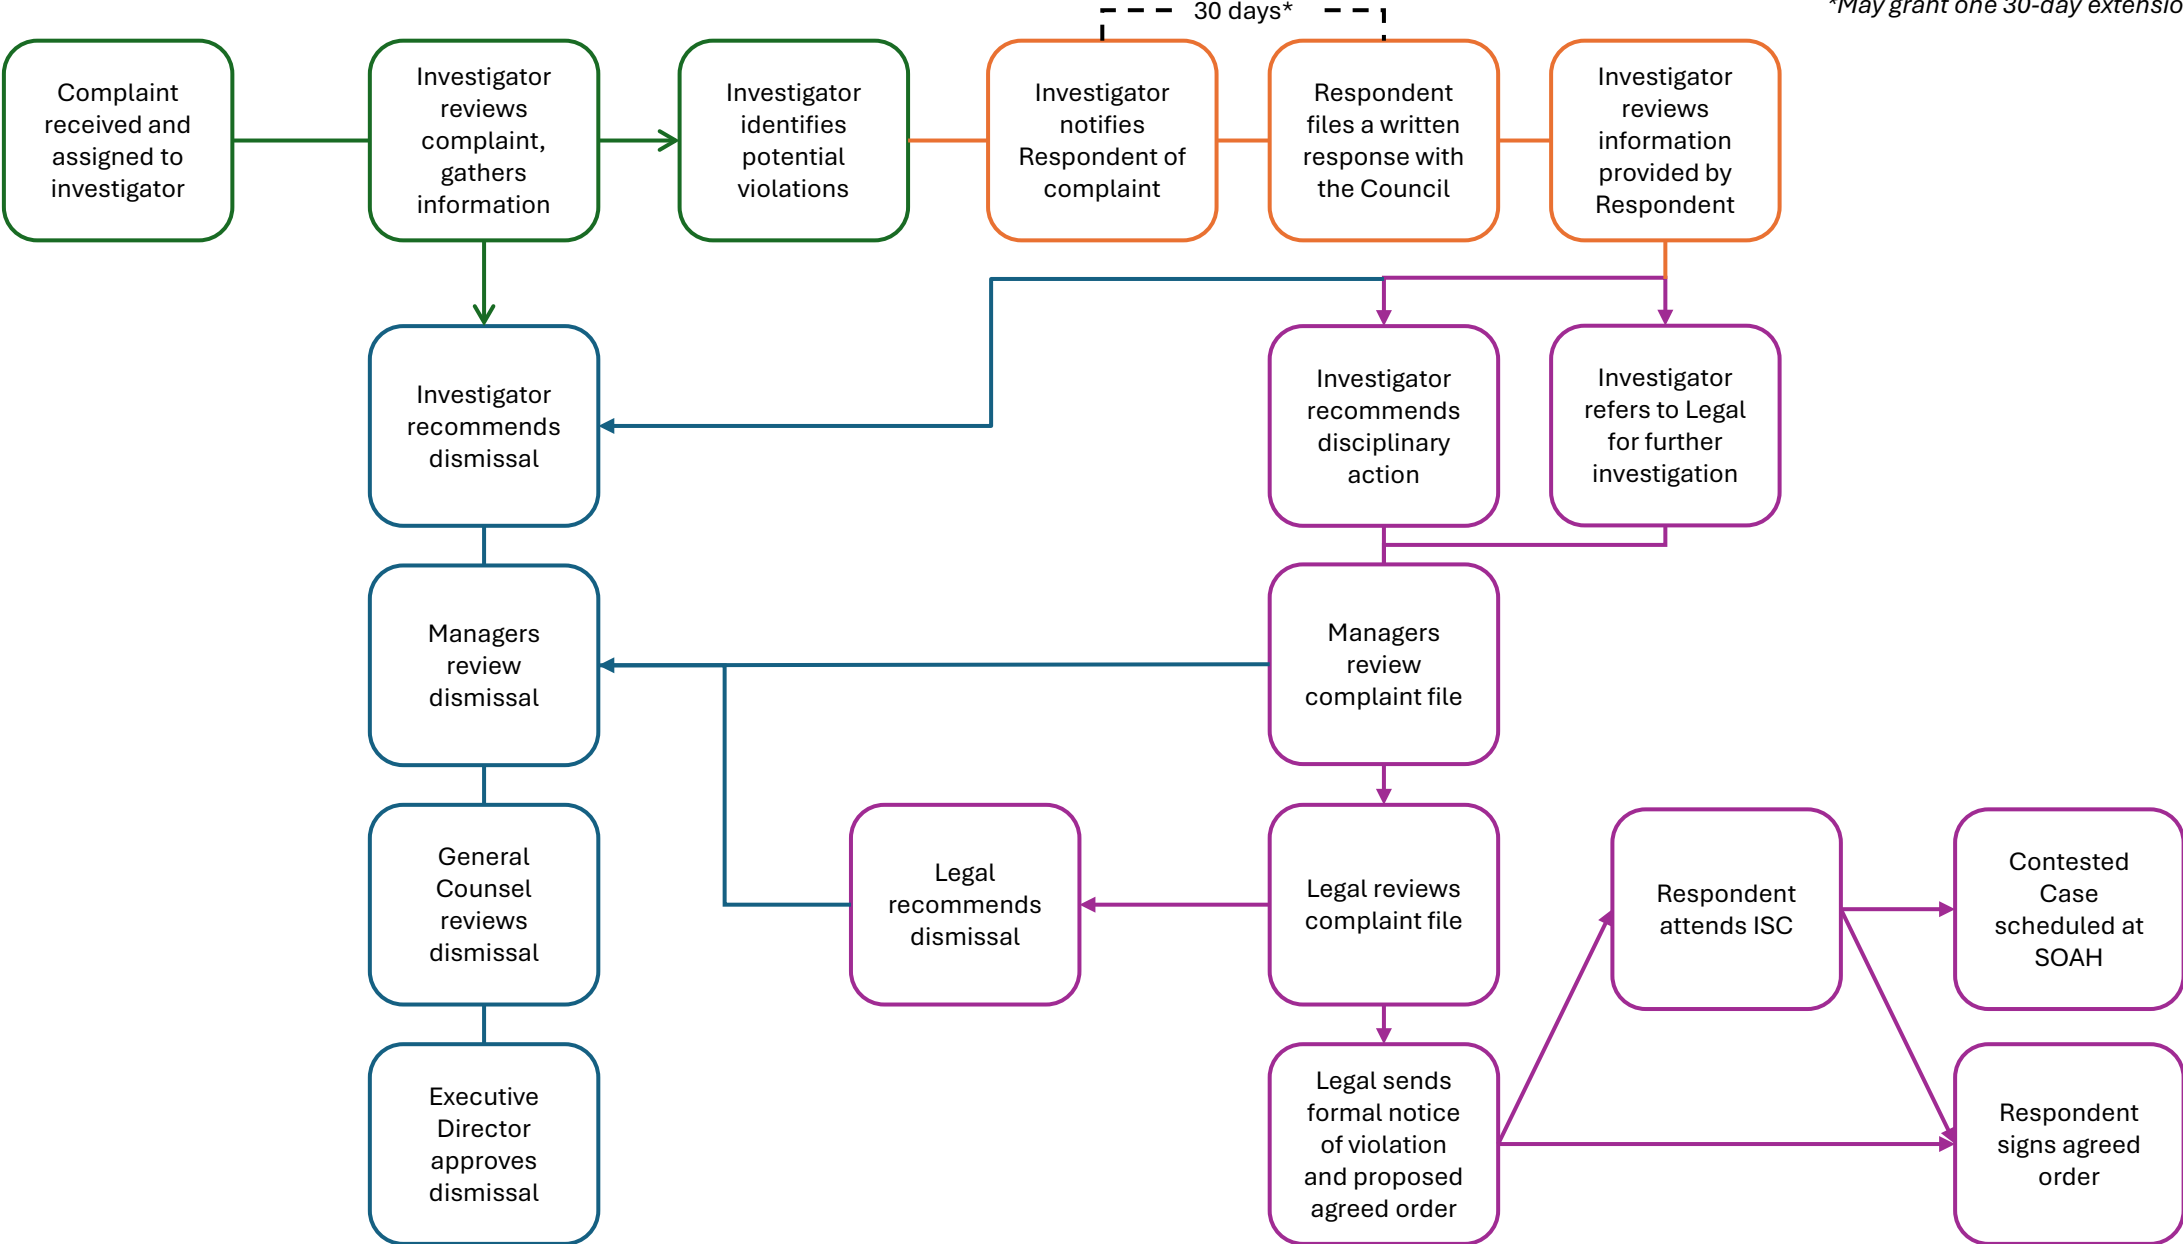 30 days*
*May grant one 30-day
Complaint
received and
assigned to
investigator
Investigator
reviews
complaint,
gathers
information
Investigator
identifies
potential
violations
Investigator
notifies
Respondent of
complaint
Respondent
files a written
response with
the Council
Investigator
reviews
information
provided by
Respondent
Investigator
recommends
dismissal
Investigator
recommends
disciplinary
action
Investigator
refers to Legal
for further
investigation
Managers
review
dismissal
Managers
review
complaint file
General
Counsel
reviews
dismissal
Legal
recommends
dismissal
Legal reviews
complaint file
Respondent
attends ISC
Contested
Case
scheduled at
SOAH
Executive
Director
approves
dismissal
Legal sends
formal notice
of violation
and proposed
agreed order
Respondent
signs agreed
order